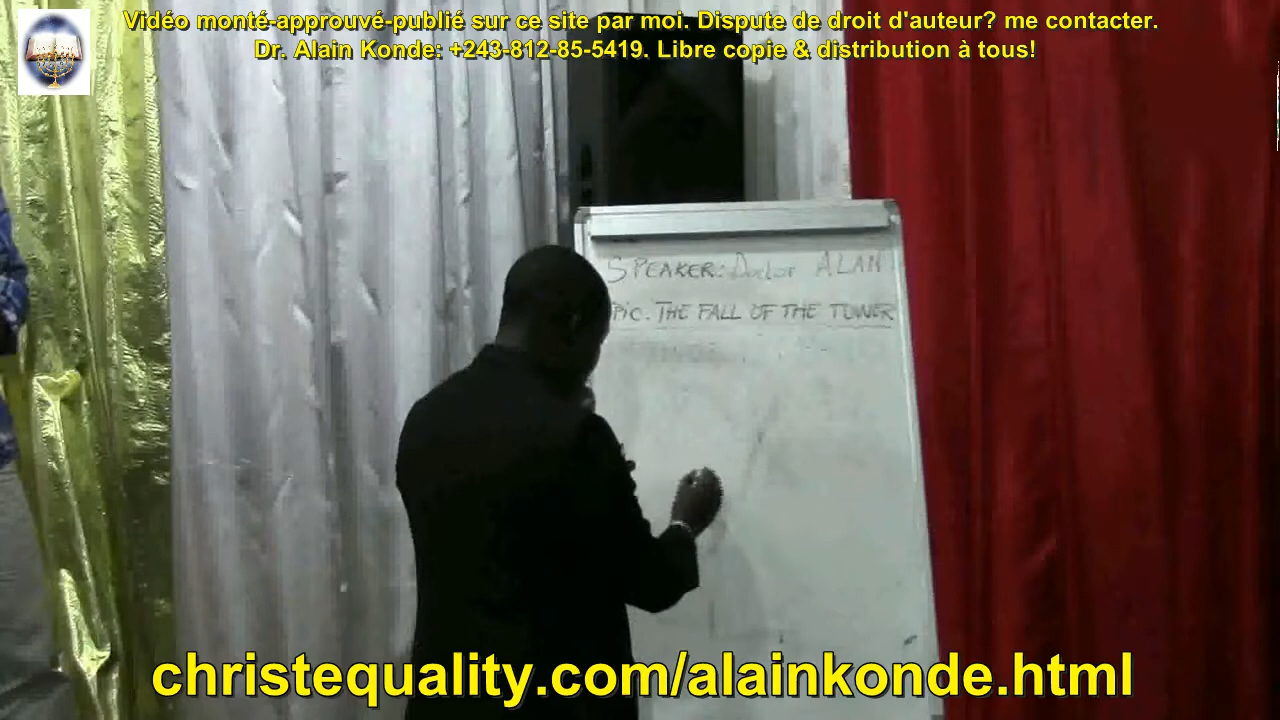 Vidéo monté-approuvé-publié sur ce site par moi. Dispute de droit d'auteur? me contacter.
Dr. Alain Konde: +243-812-85-5419. Libre copie & distribution à tous!
SPEAKER: Doctor ALAN
Pic. THE FALL OF THE TOWER
christequality.com/alainkonde.html